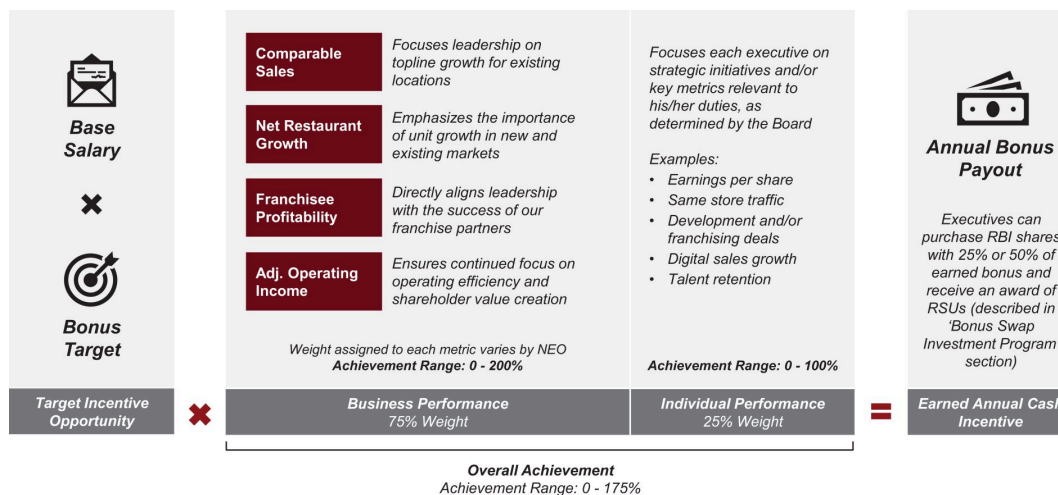 Base
Salary
Bonus
Target
Target Incentive
Opportunity
Comparable
Sales
Focuses leadership on
topline growth for existing
locations
Net Restaurant
Growth
Emphasizes the importance
of unit growth in new and
existing markets
Franchisee
Profitability
Directly aligns leadership
with the success of our
franchise partners
Adj. Operating
Income
Ensures continued focus on
operating efficiency and
shareholder value creation
Weight assigned to each metric varies by NEO
Achievement Range: 0 - 200%
Business Performance
75% Weight
Focuses each executive on
strategic initiatives and/or
key metrics relevant to
his/her duties, as
determined by the Board
Examples:
• Earnings per share
• Same store traffic
• Development and/or
franchising deals
• Digital sales growth
• Talent retention
Achievement Range: 0 - 100%
Individual Performance
25% Weight
=
Annual Bonus
Payout
Executives can
purchase RBI shares
with 25% or 50% of
earned bonus and
receive an award of
RSUs (described in
‘Bonus Swap
Investment Program
section)
Earned Annual Cash
Incentive
Overall Achievement
Achievement Range: 0 - 175%